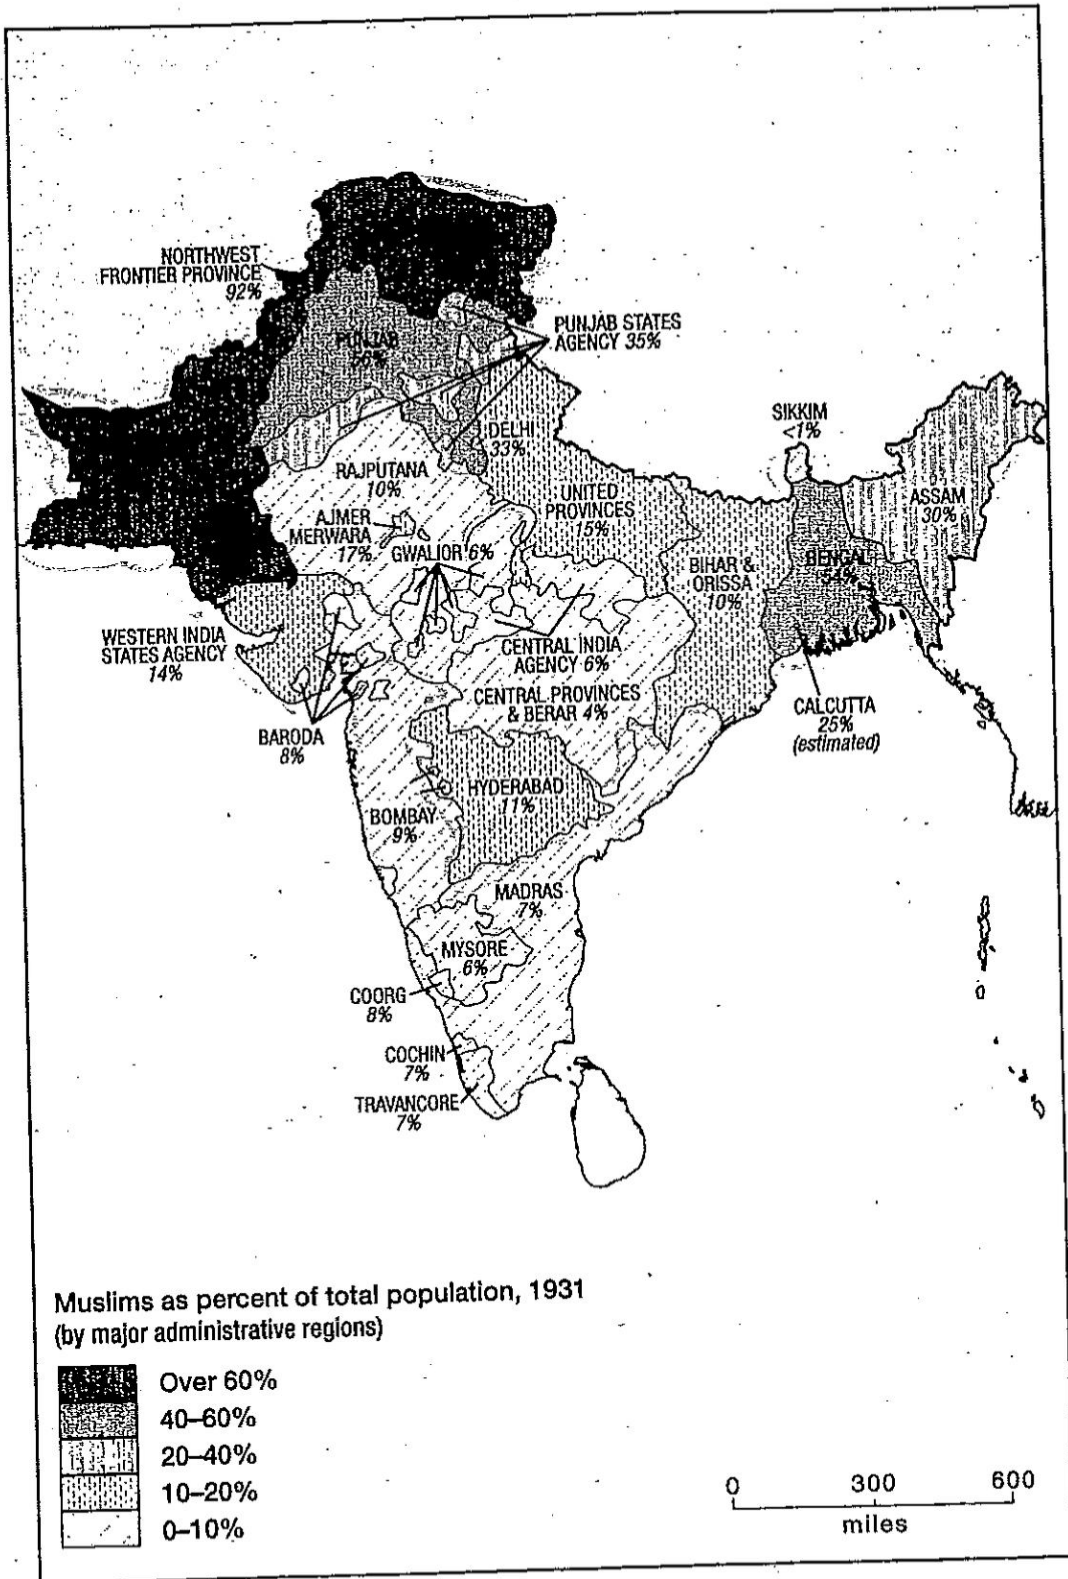 NORTHWEST
FRONTIER PROVINCE
92%
PUNJAB
56%
PUNJAB STATES
AGENCY 35%
DELHI
33%
SIKKIM
<1%
RAJPUTANA
10%
UNITED
PROVINCES
15%
ASSAM
30%
AJMER
MERWARA
17%
GWALIOR 6%
BIHAR &
ORISSA
10%
BENGAL
54%
WESTERN INDIA
STATES AGENCY
14%
CENTRAL INDIA
AGENCY 6%
CENTRAL PROVINCES
& BERAR 4%
CALCUTTA
25%
(estimated)
BARODA
8%
HYDERABAD
11%
BOMBAY
9%
MADRAS
7%
MYSORE
6%
COORG
8%
COCHIN
7%
TRAVANCORE
7%
Muslims as percent of total population, 1931
(by major administrative regions)
Over 60%
40–60%
20–40%
10–20%
0–10%
0 300 600
miles